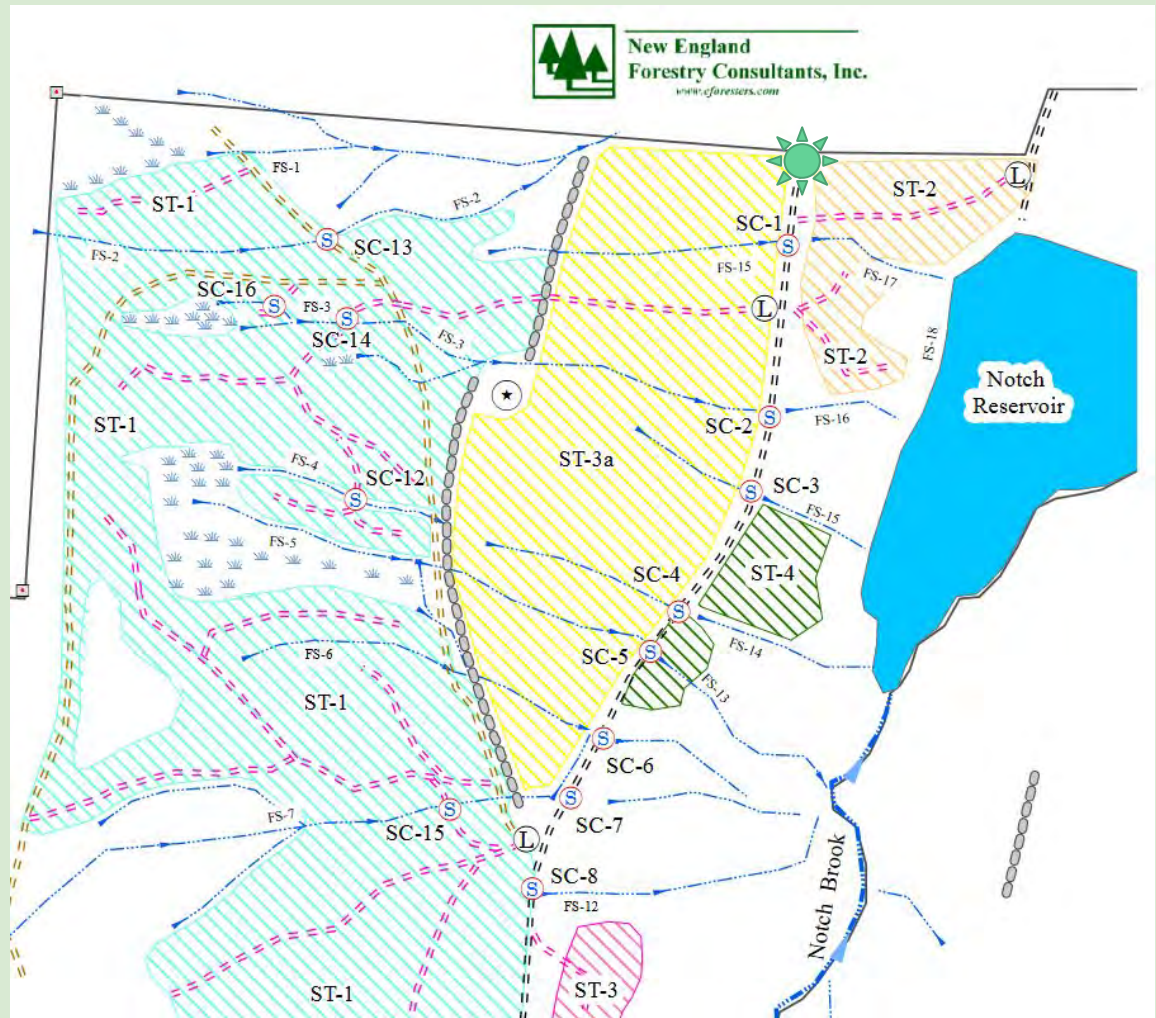 New England
Forestry Consultants, Inc.
www.eforesters.com
FS-1
ST-1
FS-2
FS-2
SC-13
S
ST-2
L
SC-1
S
FS-15
FS-17
SC-16
S
FS-3
S
SC-14
FS-3
L
ST-2
FS-18
Notch
Reservoir
ST-1
SC-2
S
FS-16
ST-3a
FS-4
SC-12
S
SC-3
S
FS-15
FS-5
ST-4
SC-4
S
FS-14
SC-5
S
FS-13
FS-6
ST-1
S
SC-6
FS-7
SC-15
S
S
SC-7
L
SC-8
S
FS-12
Notch Brook
ST-1
ST-3